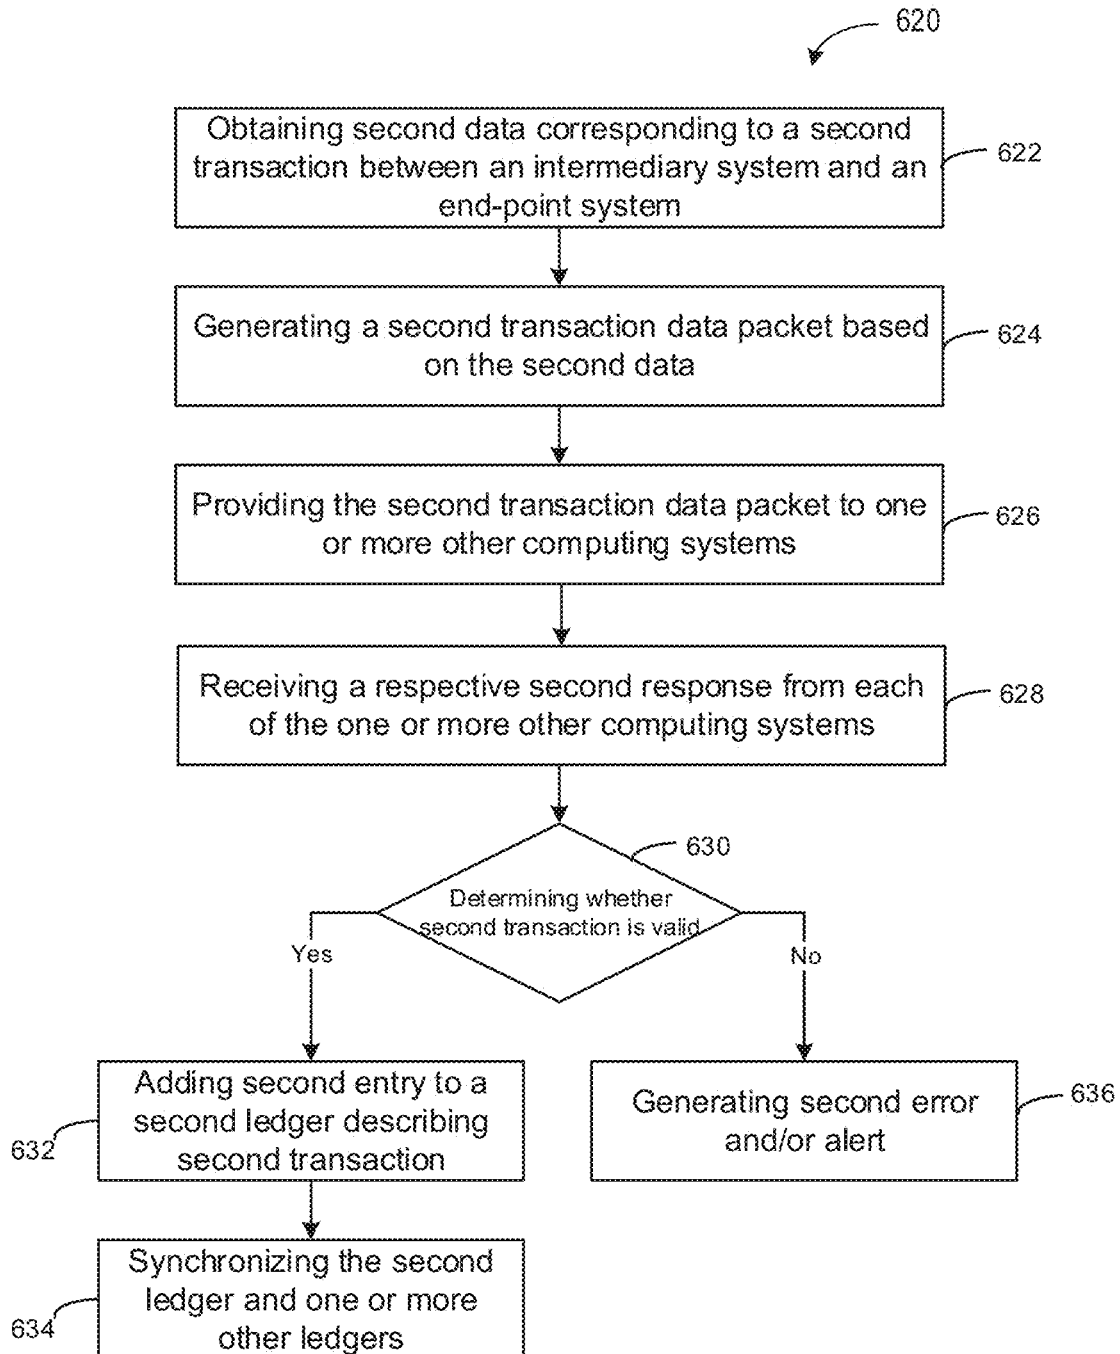 620
Obtaining second data corresponding to a second
transaction between an intermediary system and an
end-point system
622
Generating a second transaction data packet based
on the second data
624
Providing the second transaction data packet to one
or more other computing systems
626
Receiving a respective second response from each
of the one or more other computing systems
628
630
Determining whether
second transaction is valid
Yes
No
Adding second entry to a
second ledger describing
second transaction
632
Generating second error
and/or alert
636
Synchronizing the second
ledger and one or more
other ledgers
634